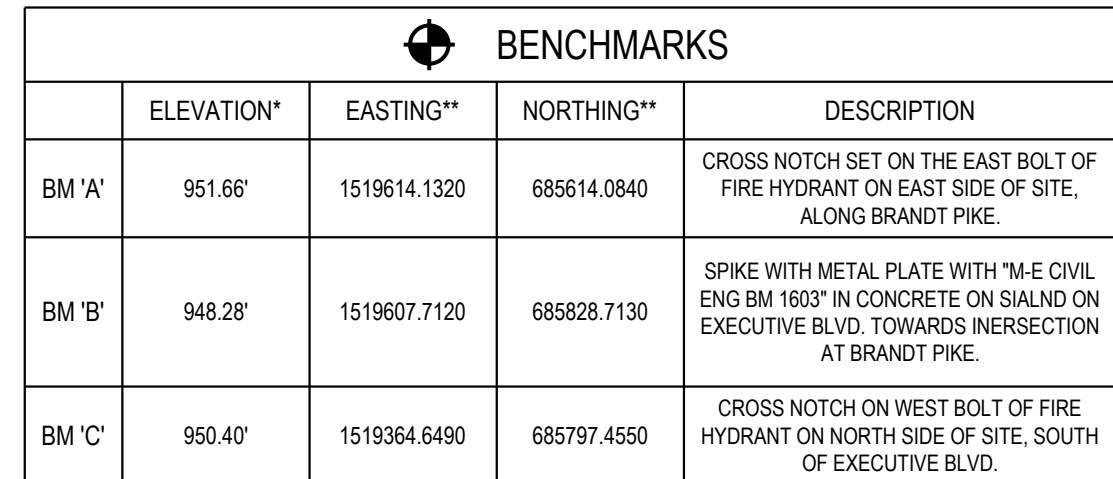 BENCHMARKS
ELEVATION* EASTING** NORTHING** DESCRIPTION
BM 'A' 951.66' 1519614.1320 685614.0840 CROSS NOTCH SET ON THE EAST BOLT OF
FIRE HYDRANT ON EAST SIDE OF SITE,
ALONG BRANDT PIKE.
BM 'B' 948.28' 1519607.7120 685828.7130 SPIKE WITH METAL PLATE WITH "M-E CIVIL
ENG BM 1603" IN CONCRETE ON SIALND ON
EXECUTIVE BLVD. TOWARDS INERSECTION
AT BRANDT PIKE.
BM 'C' 950.40' 1519364.6490 685797.4550 CROSS NOTCH ON WEST BOLT OF FIRE
HYDRANT ON NORTH SIDE OF SITE, SOUTH
OF EXECUTIVE BLVD.